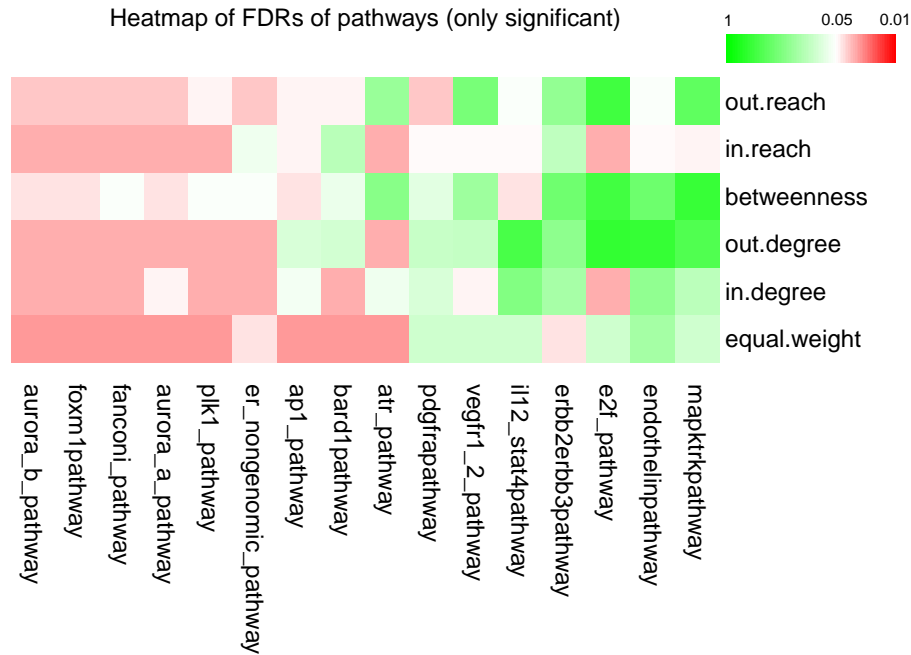 Heatmap of FDRs of pathways (only significant)
1 0.05 0.01
out.reach
in.reach
betweenness
out.degree
in.degree
equal.weight
aurora_b_pathway
foxm1pathway
fanconi_pathway
aurora_a_pathway
plk1_pathway
er_nongenomic_pathway
ap1_pathway
bard1pathway
atr_pathway
pdgfrapathway
vegfr1_2_pathway
il12_stat4pathway
erbb2erbb3pathway
e2f_pathway
endothelinpathway
mapktrkpathway